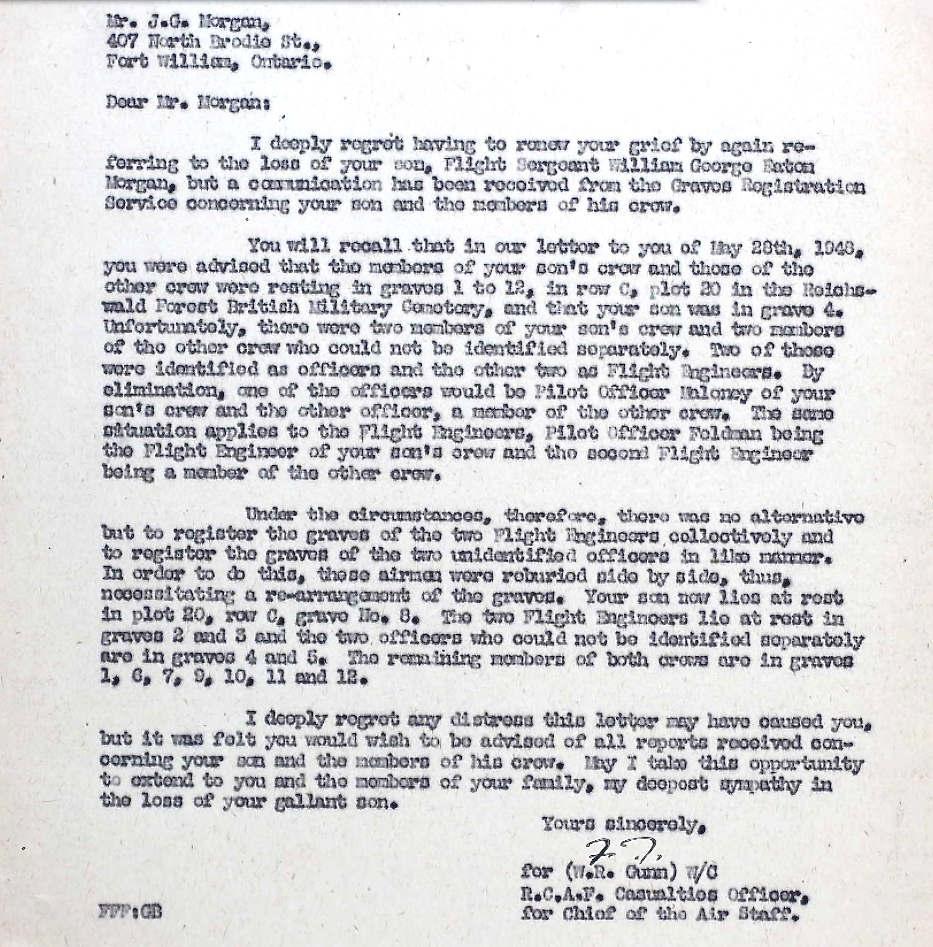 Mr. J.G. Morgan,
407 North Brodie St.,
Fort William, Ontario.
Dear Mr. Morgan:
I deeply regret having to renew your grief by again re-
ferring to the loss of your son, Flight Sergeant William George Eaton
Morgan, but a communication has been received from the Graves Registration
Service concerning your son and the members of his crew.
You will recall that in our letter to you of May 28th, 1948,
you were advised that the members of your son's crew and those of the
other crew were resting in graves 1 to 12, in row C, plot 20 in the Reichs-
wald Forest British Military Cemetery, and that your son was in grave 4.
Unfortunately, there were two members of your son's crew and two members
of the other crew who could not be identified separately. Two of these
were identified as officers and the other two as Flight Engineers. By
elimination, one of the officers would be Pilot Officer Maloney of your
son's crew and the other officer, a member of the other crew. The same
situation applies to the Flight Engineers, Pilot Officer Feldman being
the Flight Engineer of your son's crew and the second Flight Engineer
being a member of the other crew.
Under the circumstances, therefore, there was no alternative
but to register the graves of the two Flight Engineers collectively and
to register the graves of the two unidentified officers in like manner.
In order to do this, these airmen were reburied side by side, thus,
necessitating a re-arrangement of the graves. Your son now lies at rest
in plot 20, row C, grave No. 8. The two Flight Engineers lie at rest in
graves 2 and 3 and the two officers who could not be identified separately
are in graves 4 and 5. The remaining members of both crews are in graves
1, 6, 7, 9, 10, 11 and 12.
I deeply regret any distress this letter may have caused you,
but it was felt you would wish to be advised of all reports received con-
cerning your son and the members of his crew. May I take this opportunity
to extend to you and the members of your family, my deepest sympathy in
the loss of your gallant son.
Yours sincerely,
for (W.R. Gunn) W/C
R.C.A.F. Casualties Officer,
FFF:GB for Chief of the Air Staff.